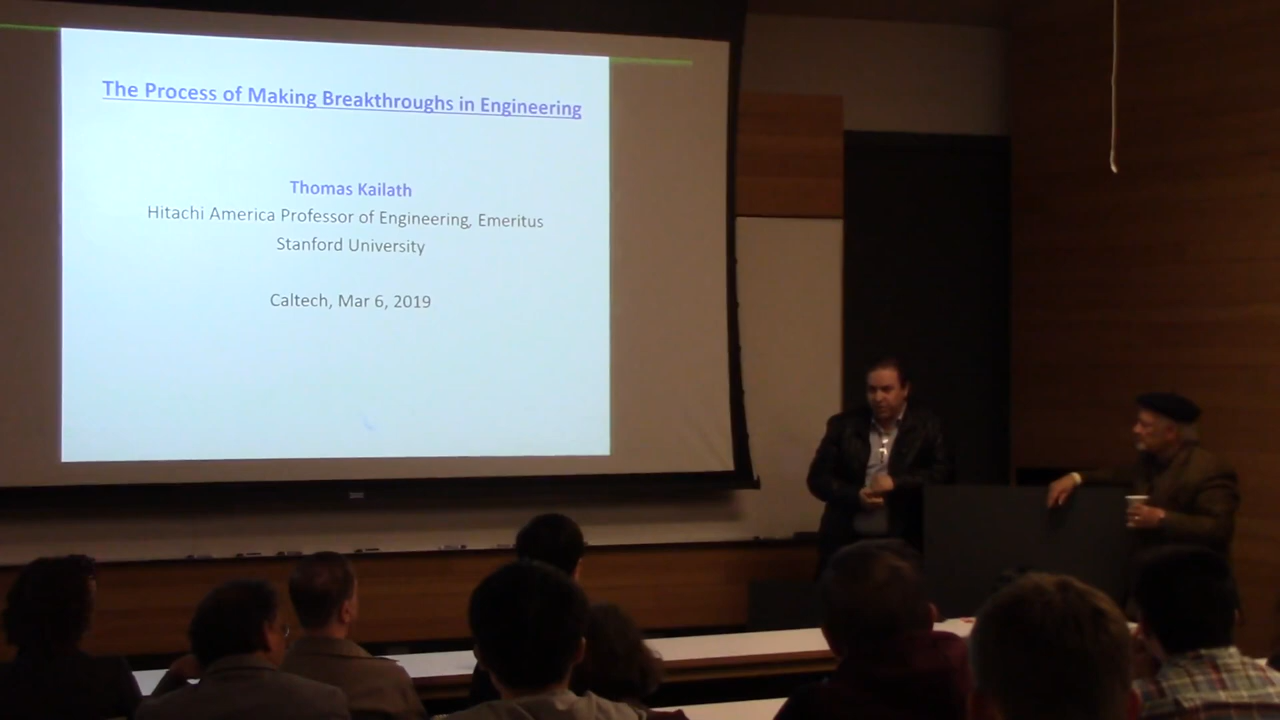 The Process of Making Breakthroughs in Engineering
Thomas Kailath
Hitachi America Professor of Engineering, Emeritus
Stanford University
Caltech, Mar 6, 2019